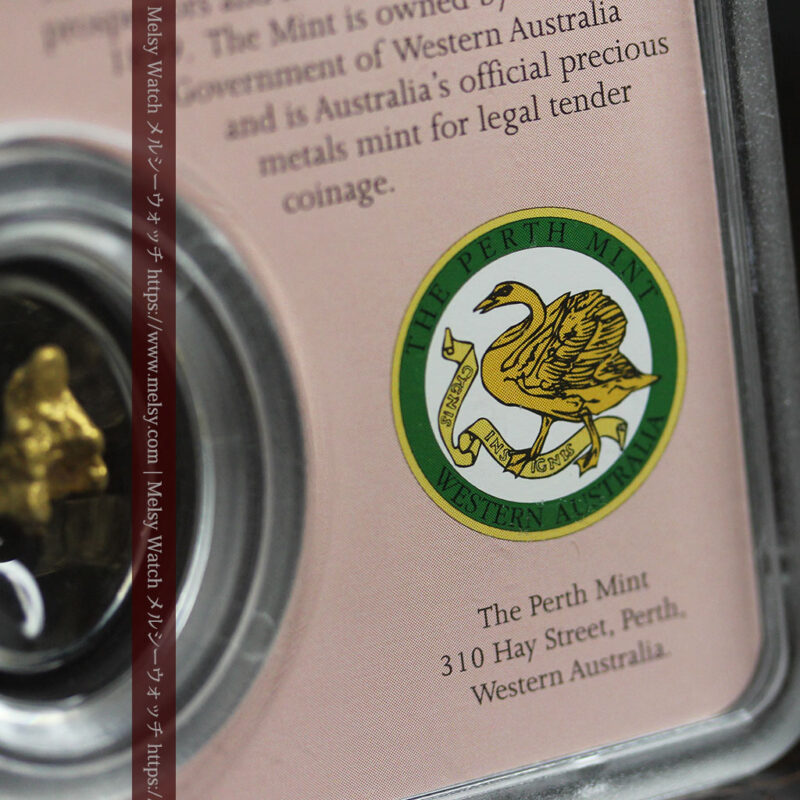 The Mint is owned by
Government of Western Australia
and is Australia's official precious
metals mint for legal tender
coinage.
THE PERTH MINT
CYGNIS
INSIGNIS
WESTERN AUSTRALIA
The Perth Mint
310 Hay Street, Perth,
Western Australia.
Melsy Watch メルシーウォッチ https://www.melsy.com | Melsy Watch メルシーウォッチ https:/